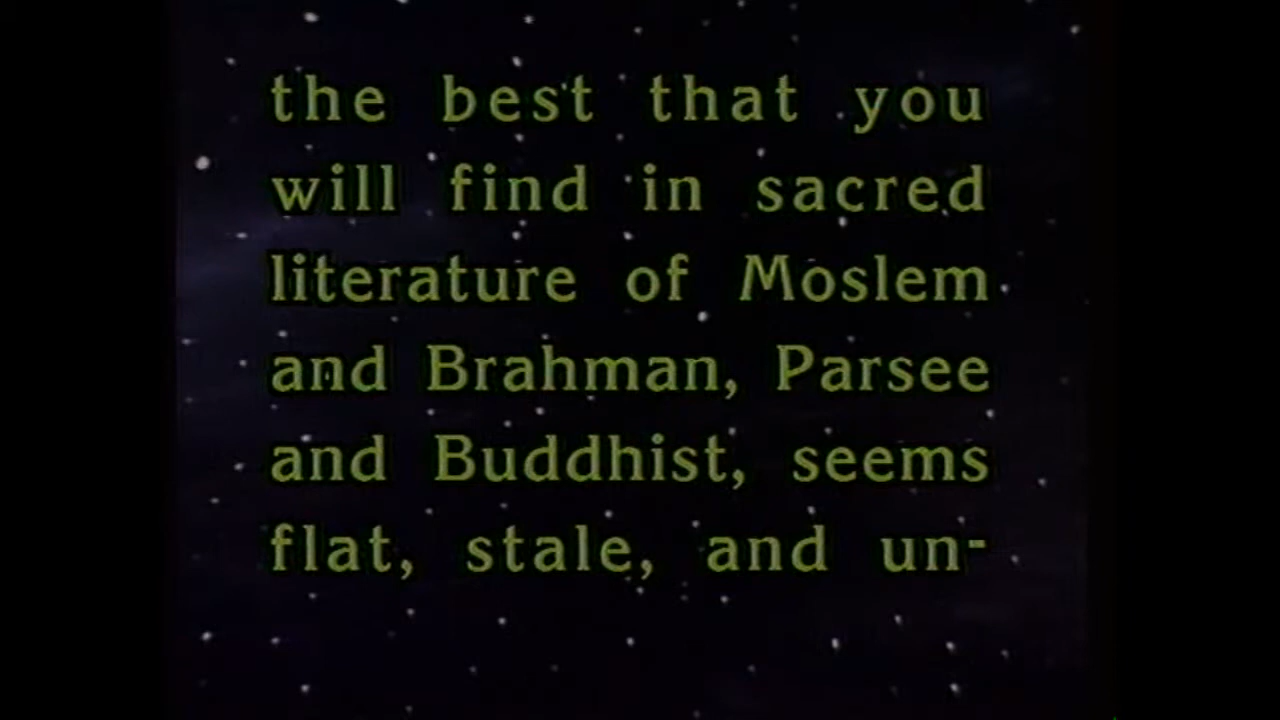 the best that you
will find in sacred
literature of Moslem
and Brahman, Parsee
and Buddhist, seems
flat, stale, and un-